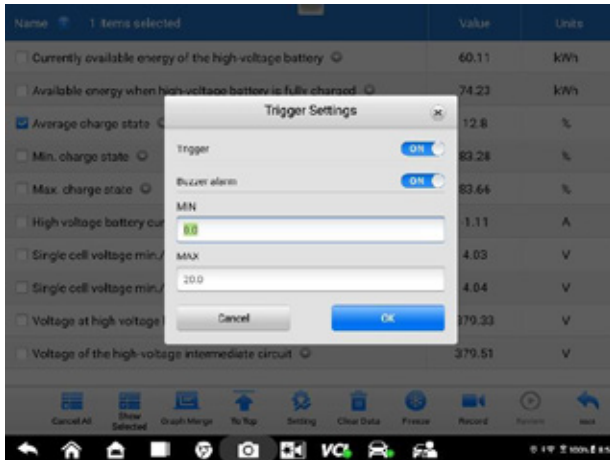 Name 1 items selected Value Units
Currently available energy of the high-voltage battery 60.11 kWh
Available energy when high-voltage battery is fully charged 74.23 kWh
Trigger Settings
Average charge state 12.8 %
Trigger ON
Min. charge state 83.28 %
Buzzer alarm ON
Max. charge state 83.66 %
MIN
High voltage battery cur 1.11 A
0.0
Single cell voltage min./ 4.03 V
MAX
20.0
Single cell voltage min./ 4.04 V
Cancel OK
Voltage at high voltage 379.33 V
Voltage of the high-voltage intermediate circuit 379.51 V
Cancel All Show Selected Graph Merge To Top Setting Clear Data Freeze Record Back
VCI